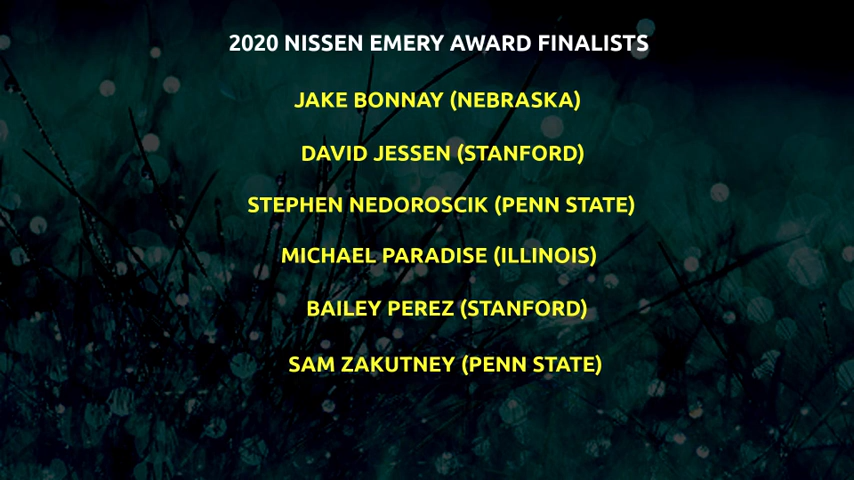 2020 NISSEN EMERY AWARD FINALISTS
JAKE BONNAY (NEBRASKA)
DAVID JESSEN (STANFORD)
STEPHEN NEDOROSCIK (PENN STATE)
MICHAEL PARADISE (ILLINOIS)
BAILEY PEREZ (STANFORD)
SAM ZAKUTNEY (PENN STATE)